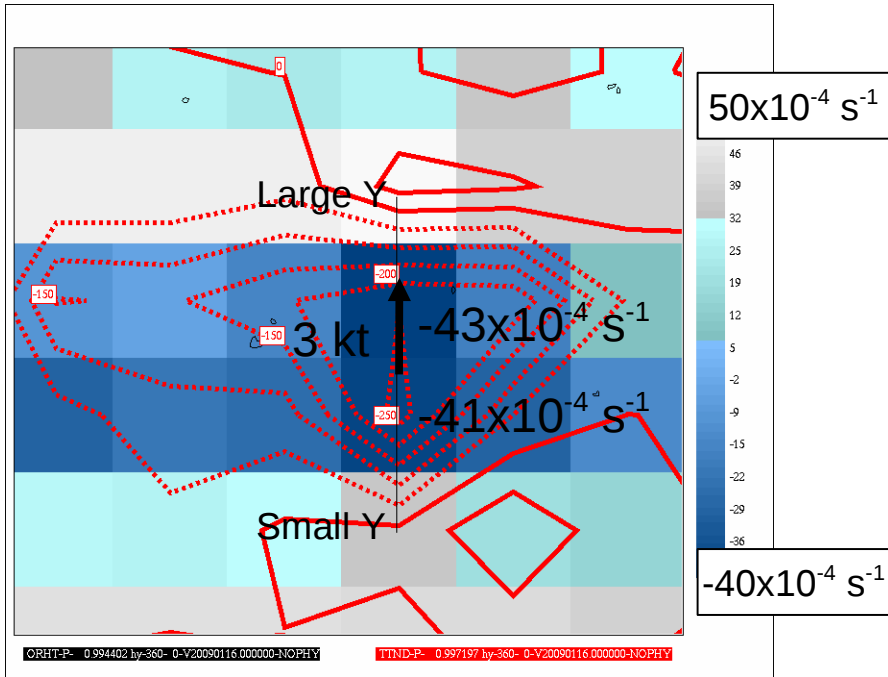 50x10-4 s-1
0
46
39
Large Y
32
25
-200
19
-150
12
3 kt
-43x10-4 s-1
-150
5
-2
-250
-41x10-4 s-1
-9
-15
-22
-29
Small Y
-36
-40x10-4 s-1
ORHT-P- 0.994402 hy-360- 0-V20090116.000000-NOPHY
TTND-P- 0.997197 hy-360- 0-V20090116.000000-NOPHY